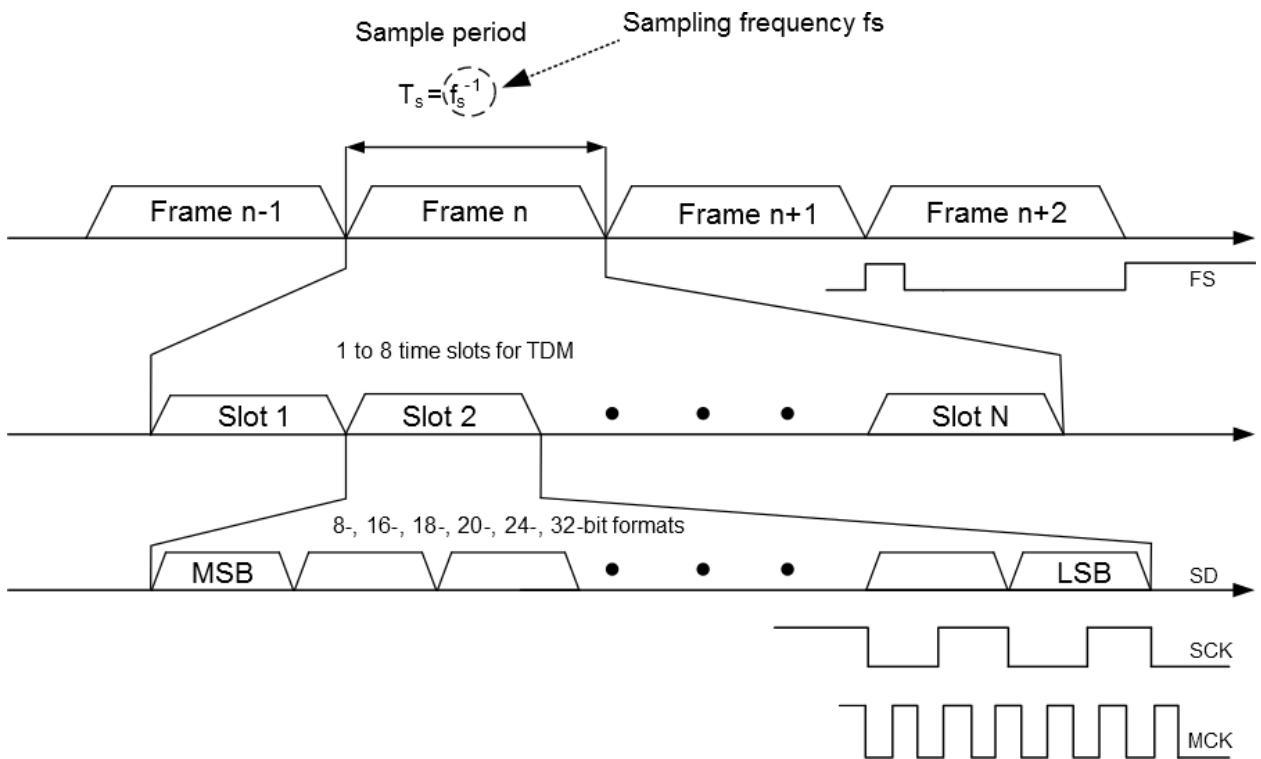 Sample period
Sampling frequency fs
Tₛ=fₛ⁻¹
Frame n-1
Frame n
Frame n+1
Frame n+2
FS
1 to 8 time slots for TDM
Slot 1
Slot 2
Slot N
8-, 16-, 18-, 20-, 24-, 32-bit formats
MSB
LSB
SD
SCK
MCK